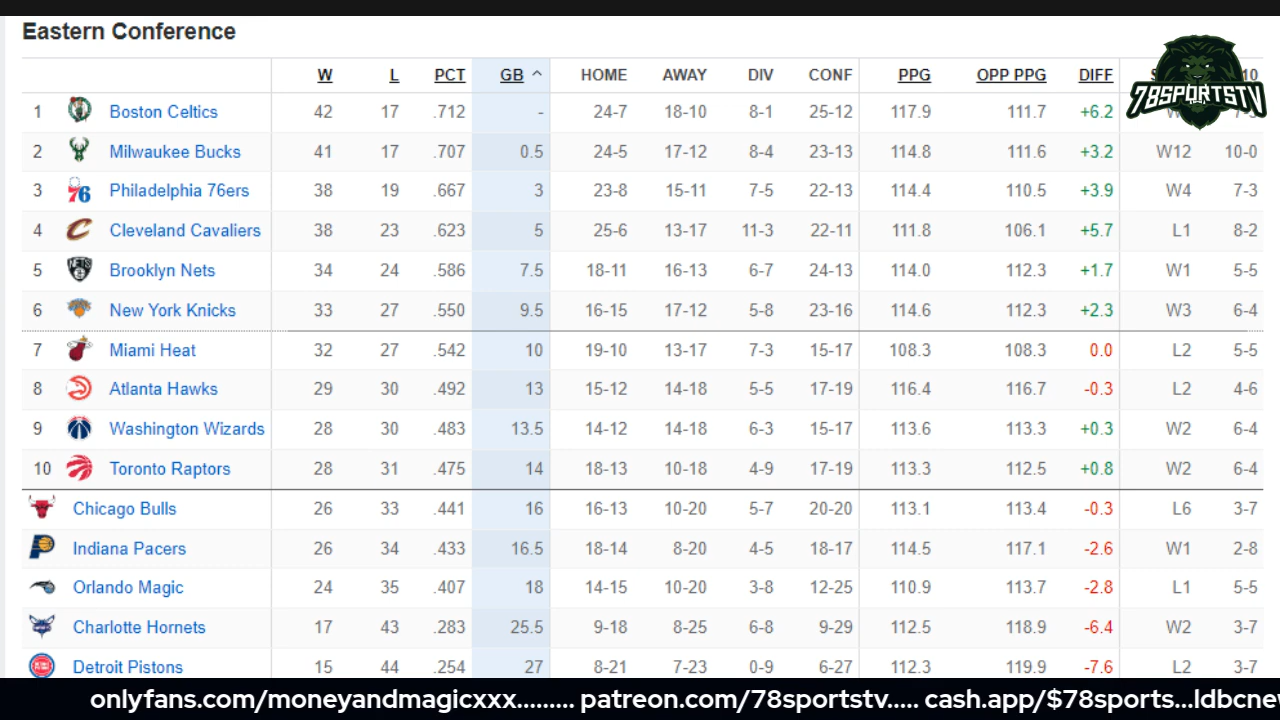 Eastern Conference
W L PCT GB ^ HOME AWAY DIV CONF PPG OPP PPG DIFF
78SPORTSTV
1 Boston Celtics 42 17 .712 - 24-7 18-10 8-1 25-12 117.9 111.7 +6.2
2 Milwaukee Bucks 41 17 .707 0.5 24-5 17-12 8-4 23-13 114.8 111.6 +3.2 W12 10-0
3 Philadelphia 76ers 38 19 .667 3 23-8 15-11 7-5 22-13 114.4 110.5 +3.9 W4 7-3
4 Cleveland Cavaliers 38 23 .623 5 25-6 13-17 11-3 22-11 111.8 106.1 +5.7 L1 8-2
5 Brooklyn Nets 34 24 .586 7.5 18-11 16-13 6-7 24-13 114.0 112.3 +1.7 W1 5-5
6 New York Knicks 33 27 .550 9.5 16-15 17-12 5-8 23-16 114.6 112.3 +2.3 W3 6-4
7 Miami Heat 32 27 .542 10 19-10 13-17 7-3 15-17 108.3 108.3 0.0 L2 5-5
8 Atlanta Hawks 29 30 .492 13 15-12 14-18 5-5 17-19 116.4 116.7 -0.3 L2 4-6
9 Washington Wizards 28 30 .483 13.5 14-12 14-18 6-3 15-17 113.6 113.3 +0.3 W2 6-4
10 Toronto Raptors 28 31 .475 14 18-13 10-18 4-9 17-19 113.3 112.5 +0.8 W2 6-4
Chicago Bulls 26 33 .441 16 16-13 10-20 5-7 20-20 113.1 113.4 -0.3 L6 3-7
Indiana Pacers 26 34 .433 16.5 18-14 8-20 4-5 18-17 114.5 117.1 -2.6 W1 2-8
Orlando Magic 24 35 .407 18 14-15 10-20 3-8 12-25 110.9 113.7 -2.8 L1 5-5
Charlotte Hornets 17 43 .283 25.5 9-18 8-25 6-8 9-29 112.5 118.9 -6.4 W2 3-7
Detroit Pistons 15 44 .254 27 8-21 7-23 0-9 6-27 112.3 119.9 -7.6 L2 3-7
onlyfans.com/moneyandmagicxxx......... patreon.com/78sportstv..... cash.app/$78sports...ldbcne